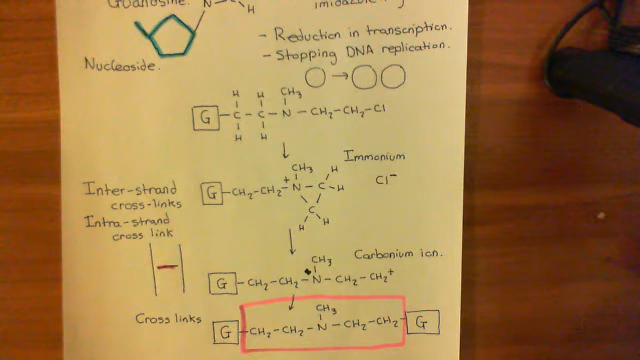 Guanosine.
N
H
imidazole
- Reduction in transcription.
- Stopping DNA replication.
Nucleoside.
H H CH3
G - C - C - N - CH2 - CH2 - Cl
H H
CH3 Immonium
H
G - CH2 - CH2 - N+ - C - H Cl-
C
H H
Inter-strand
cross-links
Intra-strand
cross link
Carbonium ion.
CH3
G - CH2 - CH2 - N - CH2 - CH2+
Cross links
CH3
G - CH2 - CH2 - N - CH2 - CH2 - G